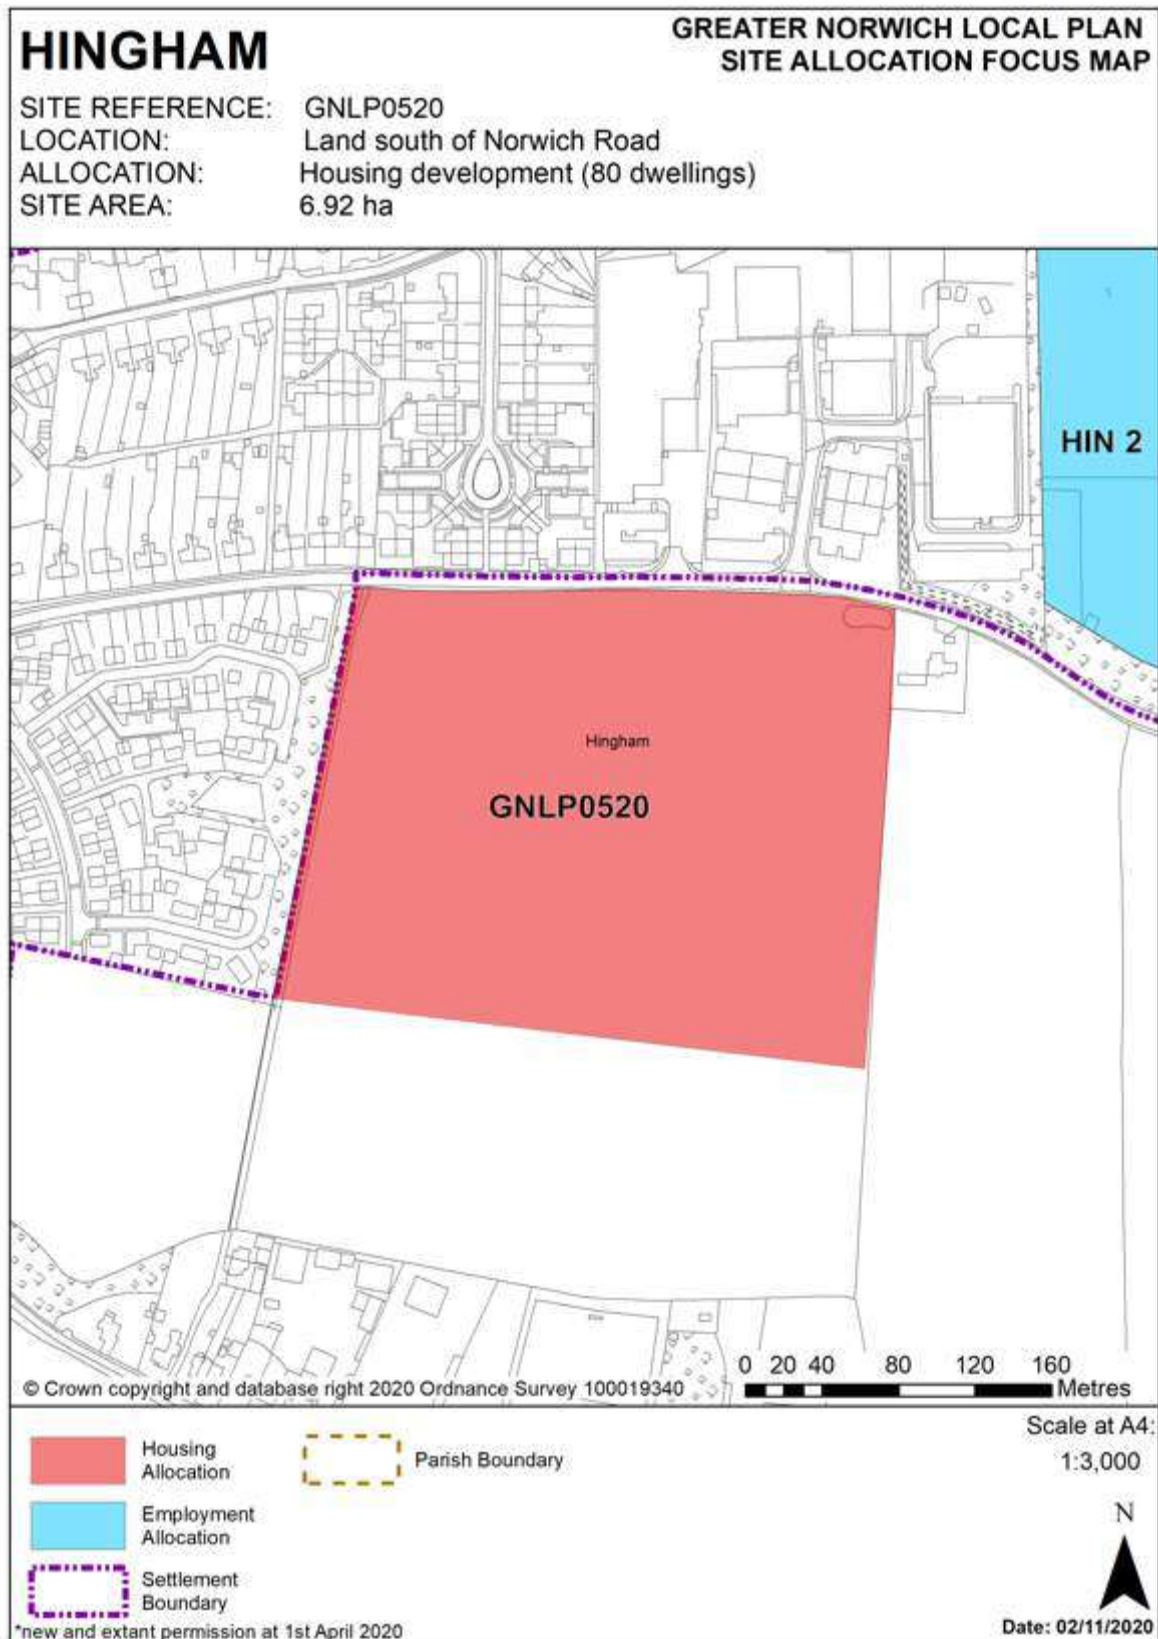 HINGHAM
GREATER NORWICH LOCAL PLAN
SITE ALLOCATION FOCUS MAP
SITE REFERENCE: GNLP0520
LOCATION: Land south of Norwich Road
ALLOCATION: Housing development (80 dwellings)
SITE AREA: 6.92 ha
HIN 2
Hingham
GNLP0520
0 20 40 80 120 160
Metres
© Crown copyright and database right 2020 Ordnance Survey 100019340
Housing
Allocation
Parish Boundary
Employment
Allocation
Settlement
Boundary
Scale at A4:
1:3,000
N
*new and extant permission at 1st April 2020
Date: 02/11/2020